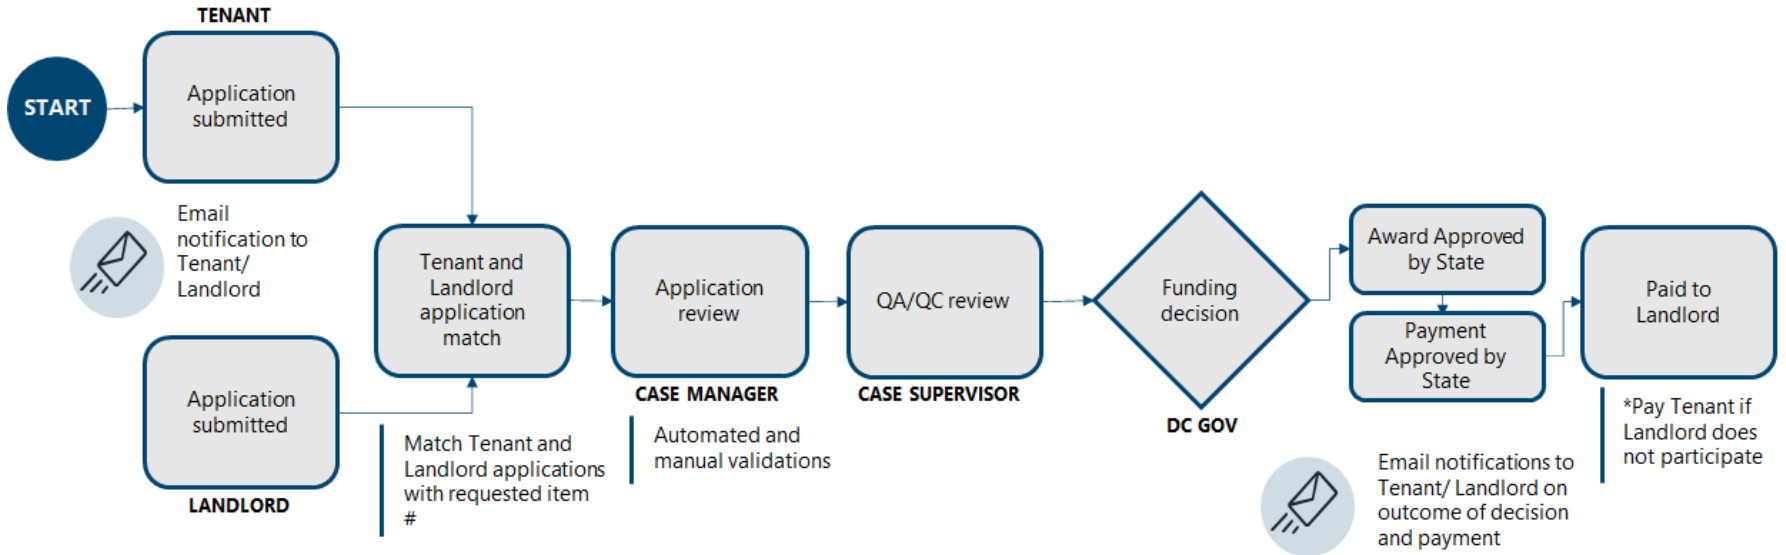 TENANT
START
Application
submitted
Email
notification to
Tenant/
Landlord
Application
submitted
LANDLORD
Tenant and
Landlord
application
match
Match Tenant and
Landlord applications
with requested item
#
Application
review
CASE MANAGER
Automated and
manual validations
QA/QC review
CASE SUPERVISOR
Funding
decision
DC GOV
Award Approved
by State
Payment
Approved by
State
Email notifications to
Tenant/ Landlord on
outcome of decision
and payment
Paid to
Landlord
*Pay Tenant if
Landlord does
not participate